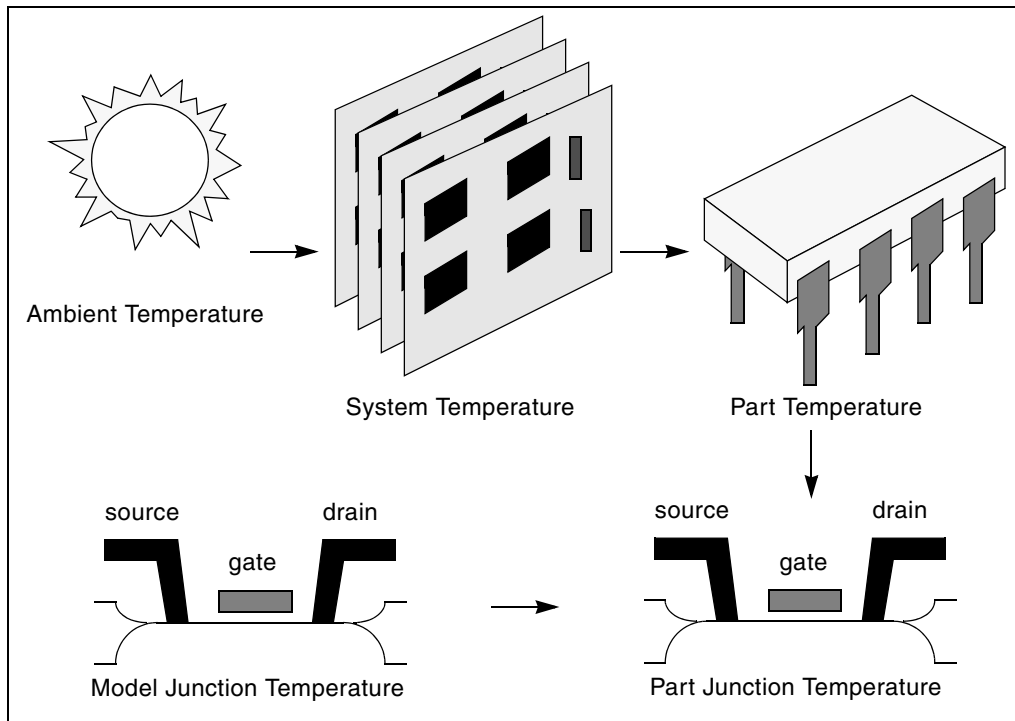 Ambient Temperature
System Temperature
Part Temperature
source
drain
gate
Model Junction Temperature
source
drain
gate
Part Junction Temperature